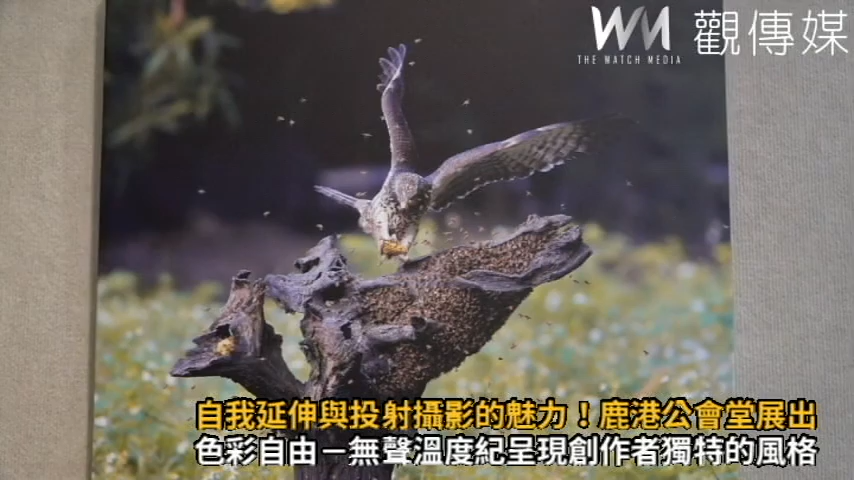 WM 觀傳媒
THE WATCH MEDIA
自我延伸與投射攝影的魅力！鹿港公會堂展出
色彩自由－無聲溫度紀呈現創作者獨特的風格